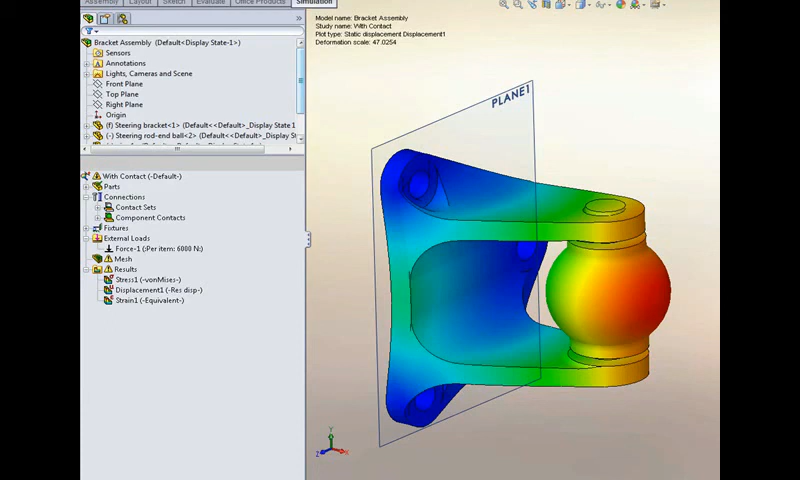 Assembly Layout Sketch Evaluate Office Products Simulation
Model name: Bracket Assembly
Study name: With Contact
Plot type: Static displacement Displacement1
Deformation scale: 47.0254
Bracket Assembly (Default<Display State-1>)
Sensors
Annotations
Lights, Cameras and Scene
Front Plane
Top Plane
Right Plane
Origin
(f) Steering bracket<1> (Default<<Default>_Display State 1
(-) Steering rod-end ball<2> (Default<<Default>_Display St
With Contact (-Default-)
Parts
Connections
Contact Sets
Component Contacts
Fixtures
External Loads
Force-1 (:Per item: 6000 N:)
Mesh
Results
Stress1 (-vonMises-)
Displacement1 (-Res disp-)
Strain1 (-Equivalent-)
PLANE1
Y
Z
X